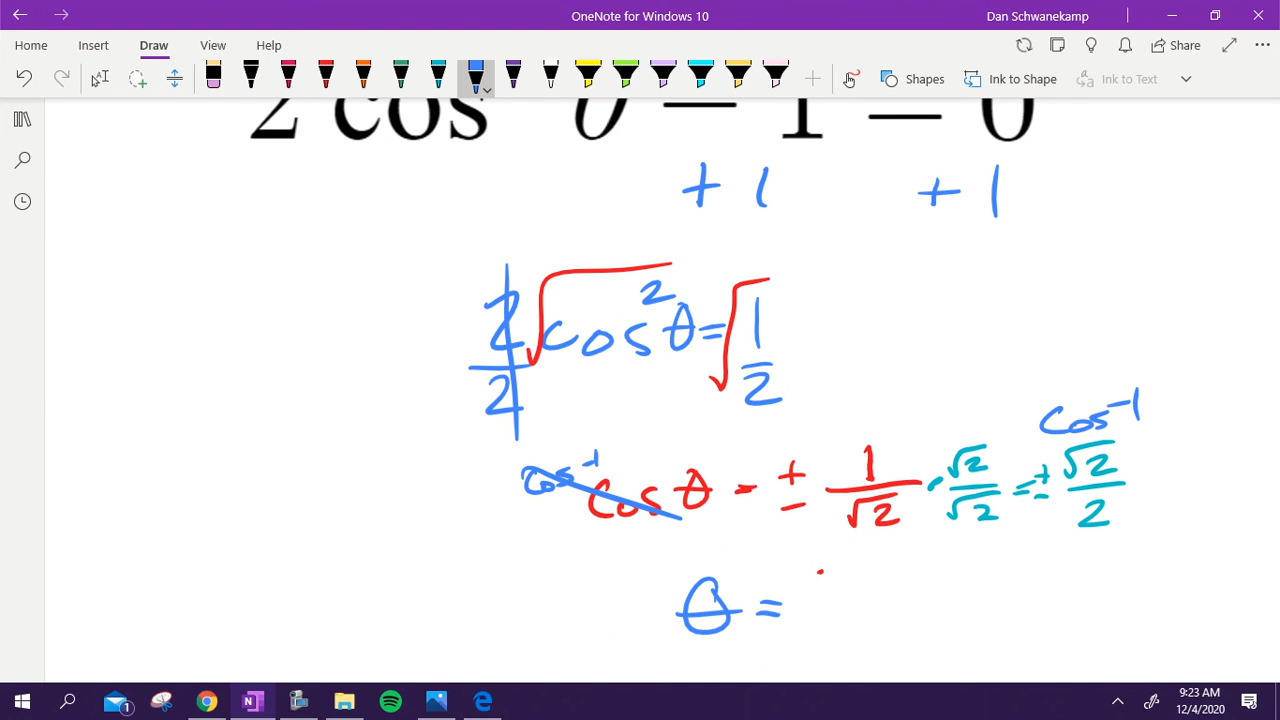 OneNote for Windows 10
Dan Schwanekamp
Home Insert Draw View Help
Share
Shapes Ink to Shape Ink to Text
2 cos θ − 1 = 0
+ 1 + 1
2/2 √cos²θ = √1/2
cos⁻¹ cos θ = ± 1/√2 · √2/√2 = ± cos⁻¹ √2/2
θ =
1
9:23 AM
12/4/2020